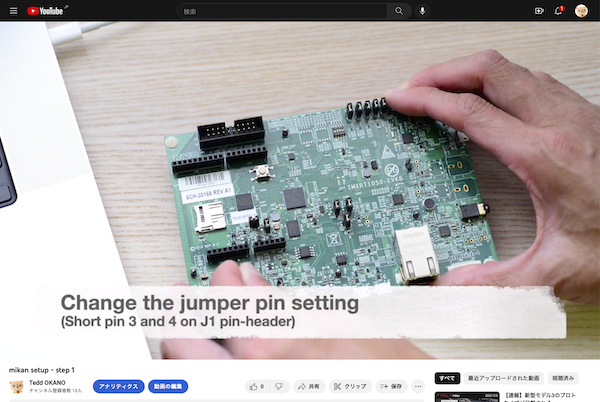 YouTube
JP
検索
1
SCH-30168 REV A1
IMXRT1050 EVKB
Change the jumper pin setting
(Short pin 3 and 4 on J1 pin-header)
mikan setup - step 1
Tedd OKANO
チャンネル登録者数 10人
アナリティクス
動画の編集
0
共有
クリップ
保存
すべて
最近アップロードされた動画
視聴済み
【速報】新型モデル3のプロト